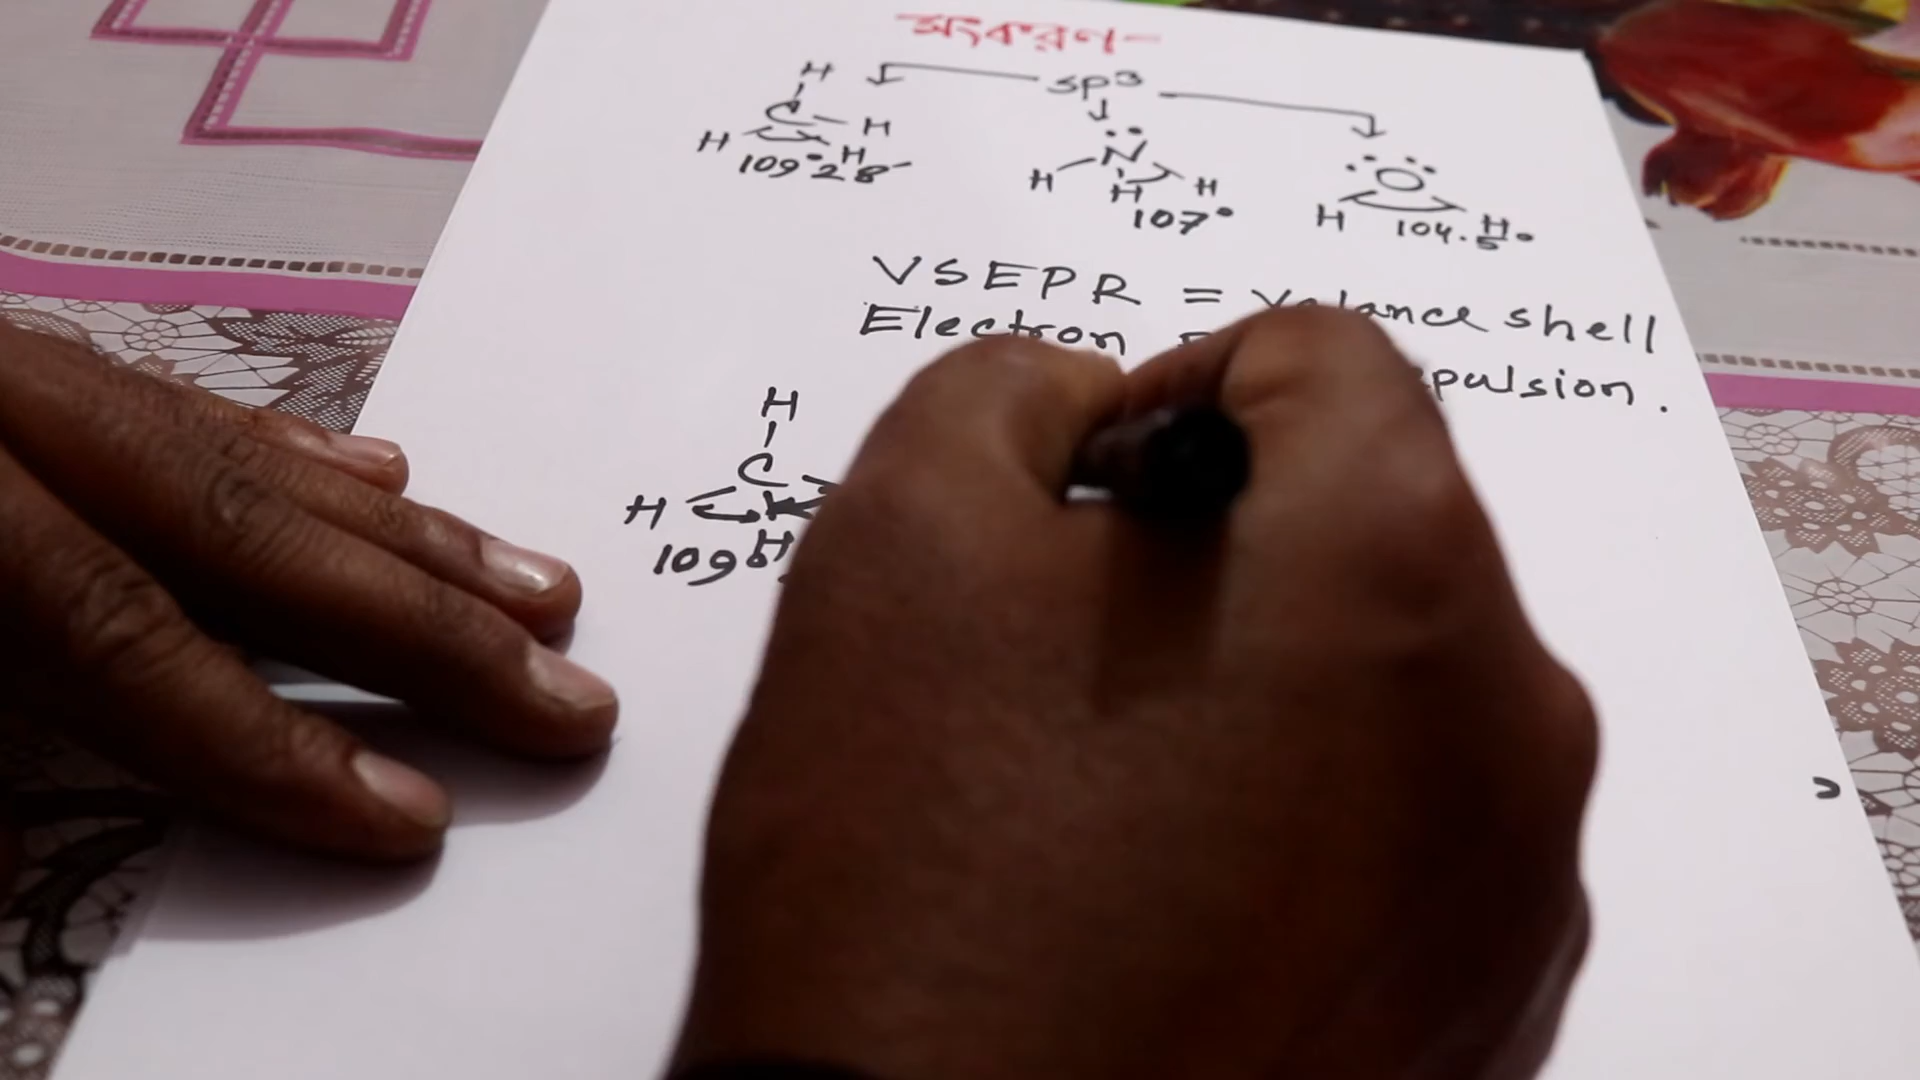 সংকরণ-
sp³
H
C - H
H H
109°28'
N
H H H
107°
O
H H
104.5°
VSEPR = Valance shell
Electron
pulsion.
H
C
H
H
109°